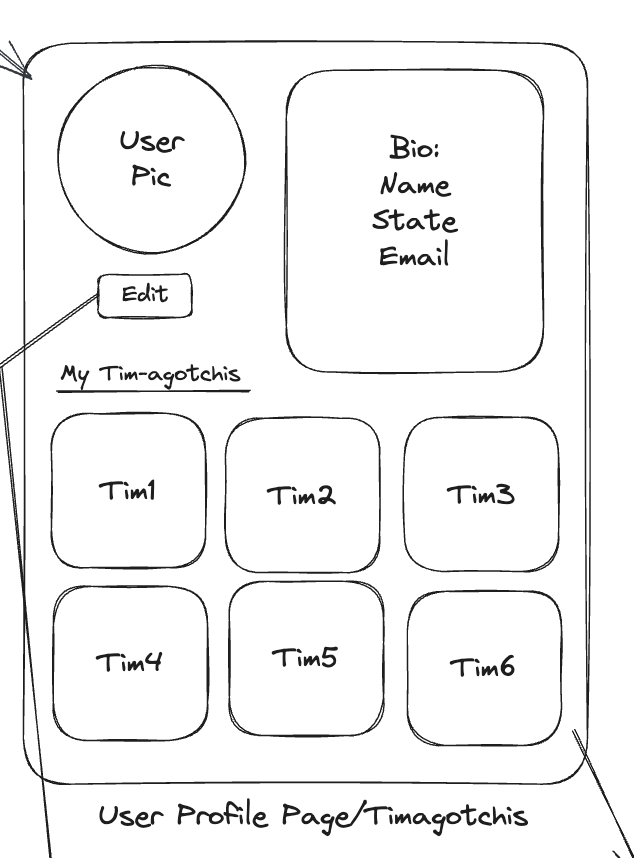 User
Pic
Bio:
Name
State
Email
Edit
My Tim-agotchis
Tim1
Tim2
Tim3
Tim4
Tim5
Tim6
User Profile Page/Timagotchis